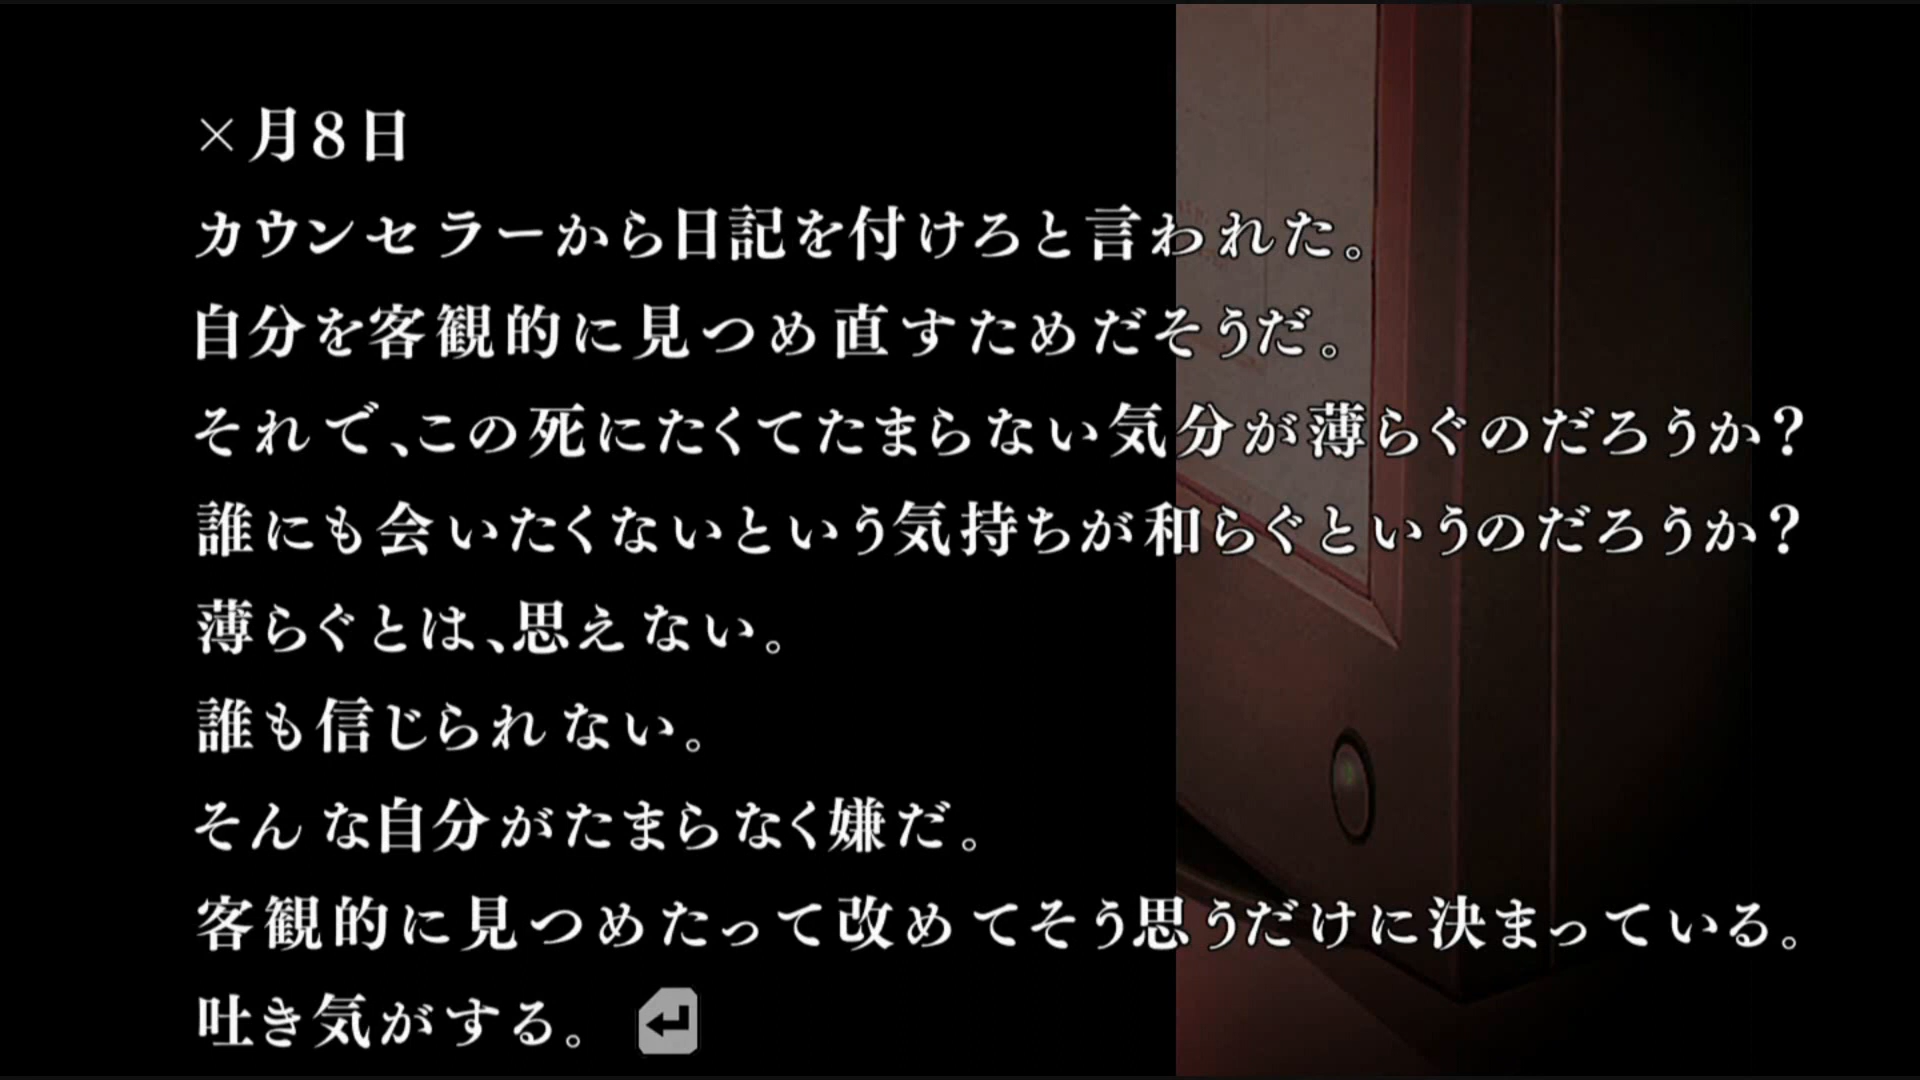 ×月8日
カウンセラーから日記を付けろと言われた。
自分を客観的に見つめ直すためだそうだ。
それで、この死にたくてたまらない気分が薄らぐのだろうか？
誰にも会いたくないという気持ちが和らぐというのだろうか？
薄らぐとは、思えない。
誰も信じられない。
そんな自分がたまらなく嫌だ。
客観的に見つめたって改めてそう思うだけに決まっている。
吐き気がする。